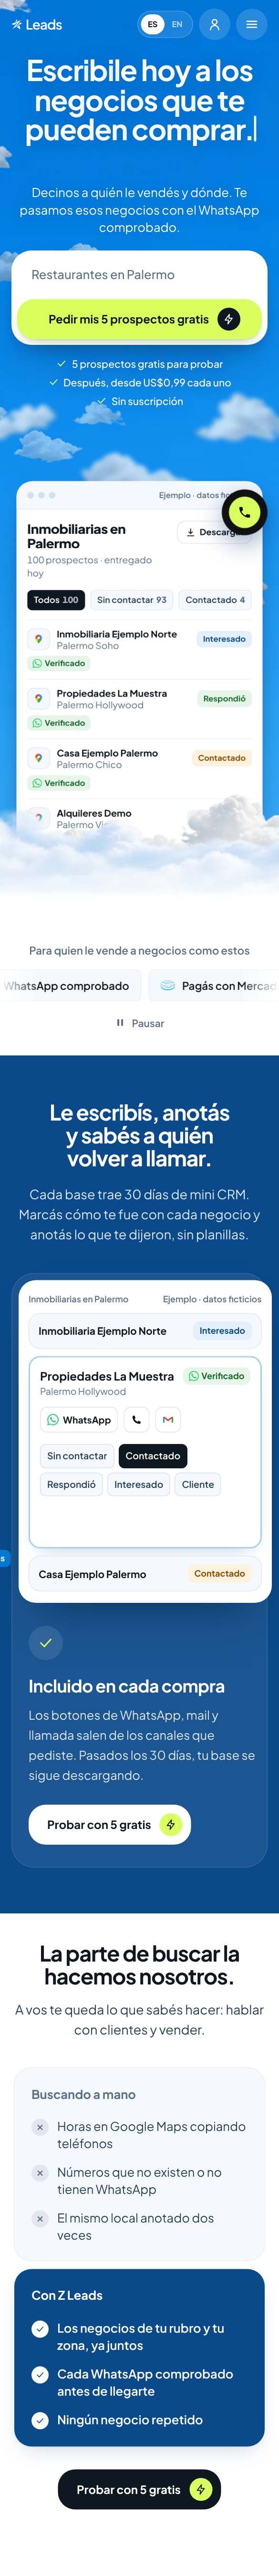 Leads
ES EN
Escribile hoy a los
negocios que te
pueden comprar.
Decinos a quién le vendés y dónde. Te
pasamos esos negocios con el WhatsApp
comprobado.
Restaurantes en Palermo
Pedir mis 5 prospectos gratis
5 prospectos gratis para probar
Después, desde US$0,99 cada uno
Sin suscripción
Ejemplo · datos
Inmobiliarias en
Palermo
100 prospectos · entregado
hoy
Todos 100 Sin contactar 93 Contactado 4
Inmobiliaria Ejemplo Norte
Palermo Soho
Interesado
Verificado
Propiedades La Muestra
Palermo Hollywood
Respondió
Verificado
Casa Ejemplo Palermo
Palermo Chico
Contactado
Verificado
Alquileres Demo
Palermo
Para quien le vende a negocios como estos
WhatsApp comprobado Pagás con Mercad
Pausar
Le escribís, anotás
y sabés a quién
volver a llamar.
Cada base trae 30 días de mini CRM.
Marcás cómo te fue con cada negocio y
anotás lo que te dijeron, sin planillas.
Inmobiliarias en Palermo Ejemplo · datos ficticios
Inmobiliaria Ejemplo Norte Interesado
Propiedades La Muestra Verificado
Palermo Hollywood
WhatsApp
Sin contactar Contactado
Respondió Interesado Cliente
Casa Ejemplo Palermo Contactado
Incluido en cada compra
Los botones de WhatsApp, mail y
llamada salen de los canales que
pediste. Pasados los 30 días, tu base se
sigue descargando.
Probar con 5 gratis
La parte de buscar la
hacemos nosotros.
A vos te queda lo que sabés hacer: hablar
con clientes y vender.
Buscando a mano
Horas en Google Maps copiando
teléfonos
Números que no existen o no
tienen WhatsApp
El mismo local anotado dos
veces
Con Z Leads
Los negocios de tu rubro y tu
zona, ya juntos
Cada WhatsApp comprobado
antes de llegarte
Ningún negocio repetido
Probar con 5 gratis